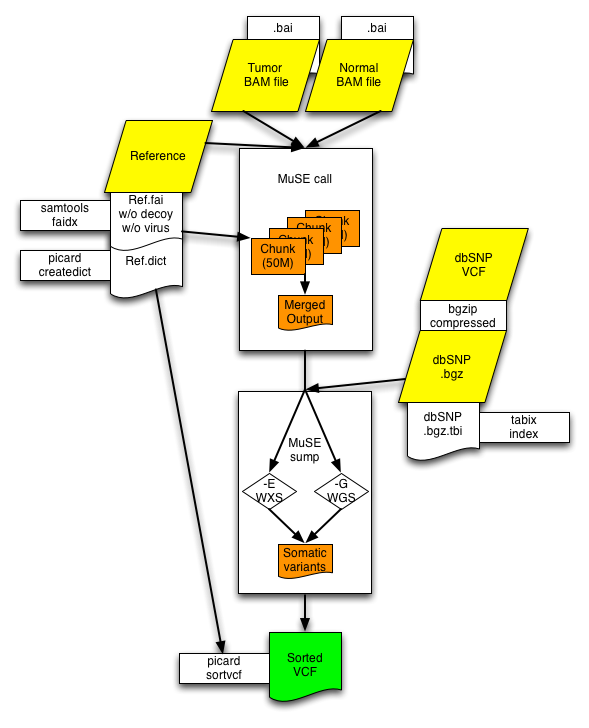 .bai
.bai
Tumor
BAM file
Normal
BAM file
Reference
MuSE call
samtools
faidx
Ref.fai
w/o decoy
w/o virus
picard
createdict
Ref.dict
Chunk
(50M)
Merged
Output
dbSNP
VCF
bgzip
compressed
dbSNP
.bgz
dbSNP
.bgz.tbi
tabix
index
MuSE
sump
-E
WXS
-G
WGS
Somatic
variants
picard
sortvcf
Sorted
VCF